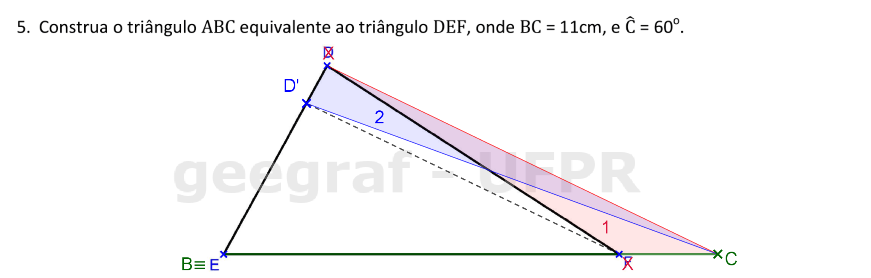 5. Construa o triângulo ABC equivalente ao triângulo DEF, onde BC = 11cm, e Ĉ = 60°.
D'
2
geegraf - UFPR
1
B≡E
C